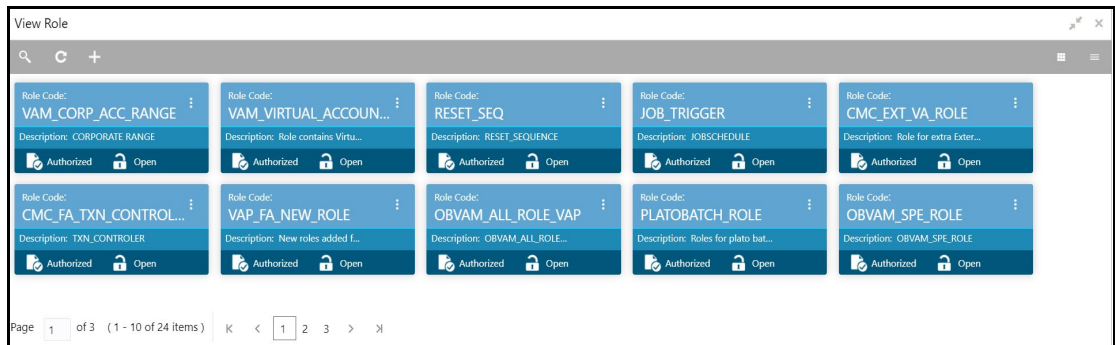 View Role
Role Code:
VAM_CORP_ACC_RANGE
Description: CORPORATE RANGE
Authorized Open
Role Code:
VAM_VIRTUAL_ACCOUN...
Description: Role contains Virtu...
Authorized Open
Role Code:
RESET_SEQ
Description: RESET_SEQUENCE
Authorized Open
Role Code:
JOB_TRIGGER
Description: JOBSCHEDULE
Authorized Open
Role Code:
CMC_EXT_VA_ROLE
Description: Role for extra Exter...
Authorized Open
Role Code:
CMC_FA_TXN_CONTROL...
Description: TXN_CONTROLER
Authorized Open
Role Code:
VAP_FA_NEW_ROLE
Description: New roles added f...
Authorized Open
Role Code:
OBVAM_ALL_ROLE_VAP
Description: OBVAM_ALL_ROLE...
Authorized Open
Role Code:
PLATOBATCH_ROLE
Description: Roles for plato bat...
Authorized Open
Role Code:
OBVAM_SPE_ROLE
Description: OBVAM_SPE_ROLE
Authorized Open
Page 1 of 3 ( 1 - 10 of 24 items ) 1 2 3